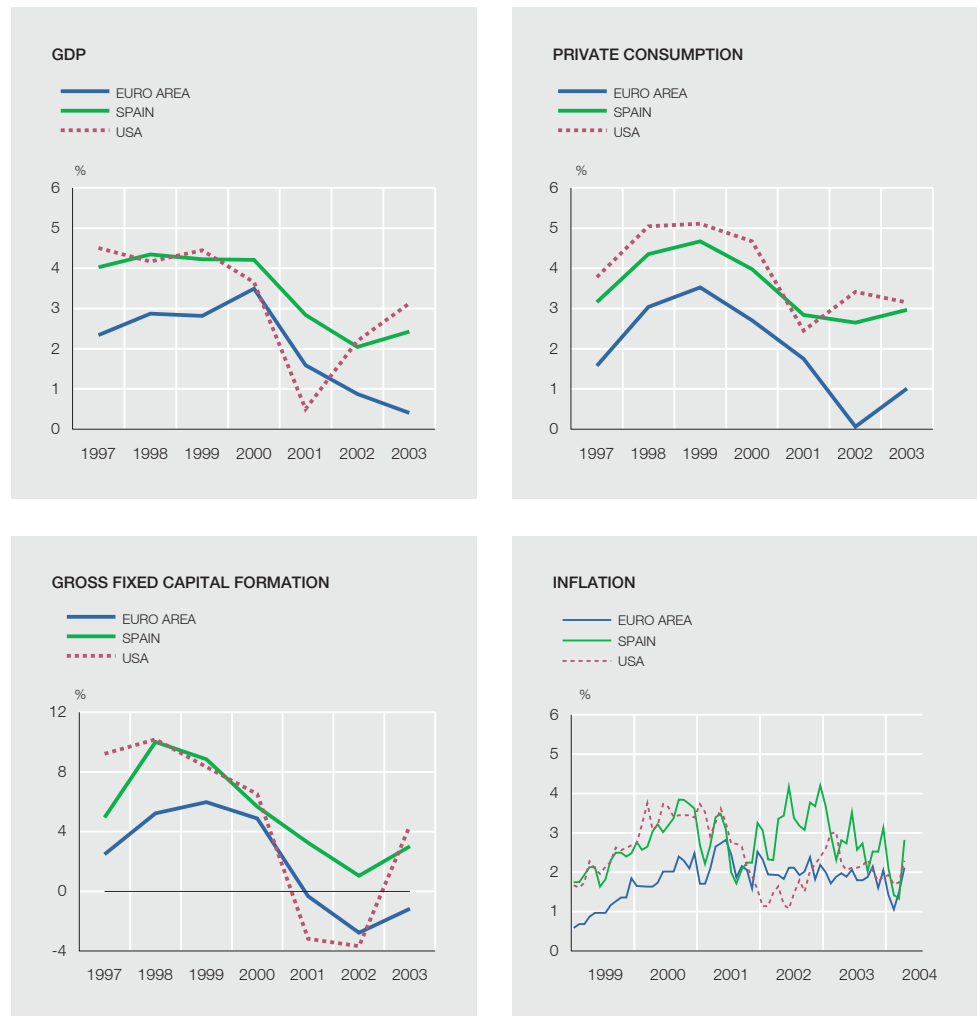 GDP
EURO AREA
SPAIN
USA
%
6
5
4
3
2
1
0
1997 1998 1999 2000 2001 2002 2003
PRIVATE CONSUMPTION
EURO AREA
SPAIN
USA
%
6
5
4
3
2
1
0
1997 1998 1999 2000 2001 2002 2003
GROSS FIXED CAPITAL FORMATION
EURO AREA
SPAIN
USA
%
12
8
4
0
-4
1997 1998 1999 2000 2001 2002 2003
INFLATION
EURO AREA
SPAIN
USA
%
6
5
4
3
2
1
0
1999 2000 2001 2002 2003 2004